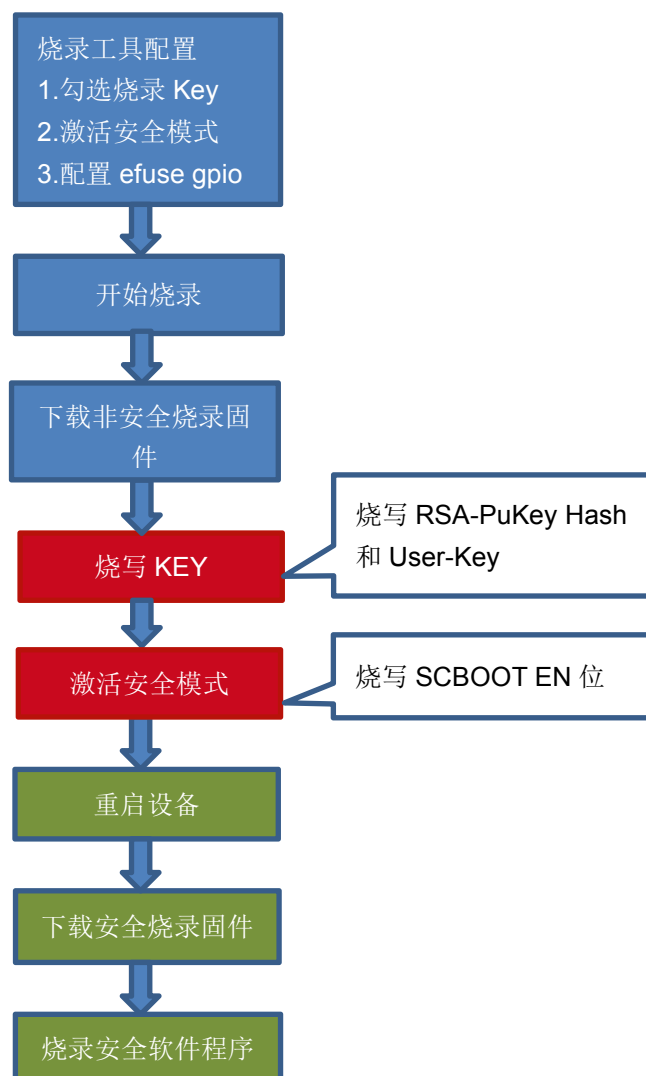 烧录工具配置
1.勾选烧录 Key
2.激活安全模式
3.配置 efuse gpio
开始烧录
下载非安全烧录固
件
烧写 KEY
烧写 RSA-PuKey Hash
和 User-Key
激活安全模式
烧写 SCBOOT EN 位
重启设备
下载安全烧录固件
烧录安全软件程序